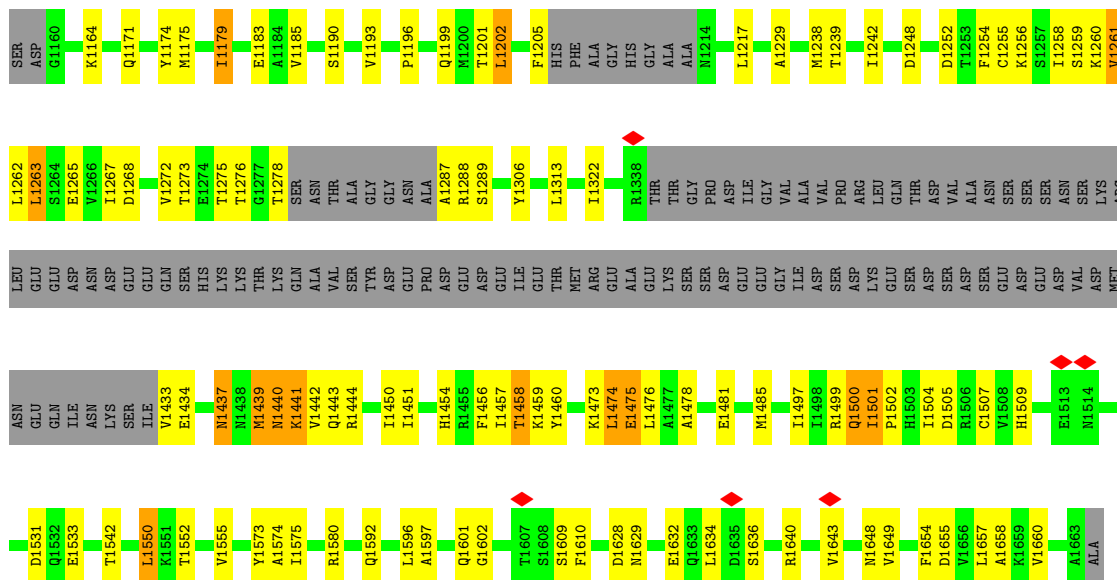 SER ASP G1160 K1164 Q1171 Y1174 M1175 I1179 E1183 A1184 V1185 S1190 V1193 P1196 Q1199 M1200 T1201 L1202 F1205 HIS PHE ALA GLY HIS GLY ALA ALA N1214 L1217 A1229 M1238 T1239 I1242 D1248 D1252 T1253 F1254 C1255 K1256 S1257 I1258 S1259 K1260 V1261
L1262 L1263 S1264 E1265 V1266 I1267 D1268 V1272 T1273 E1274 T1275 T1276 G1277 T1278 SER ASN THR ALA GLY GLY ASN ALA A1287 R1288 S1289 Y1306 L1313 I1322 R1338 THR THR GLY PRO ASP ILE GLY VAL ALA VAL PRO ARG LEU GLN THR ASP VAL ALA ASN SER SER SER ASN SER LYS ARG
LEU GLU GLU ASP ASN ASP GLU GLU GLN SER HIS LYS LYS THR LYS GLN ALA VAL SER TYR ASP GLU PRO ASP GLU ASP GLU ILE GLU THR MET ARG GLU ALA GLU LYS SER SER ASP GLU GLU GLY ILE ASP SER ASP LYS GLU SER ASP SER ASP SER GLU ASP GLU ASP VAL ASP MET
ASN GLU GLN ILE ASN LYS SER ILE V1433 E1434 N1437 N1438 M1439 N1440 K1441 V1442 Q1443 R1444 I1450 I1451 H1454 R1455 F1456 I1457 T1458 K1459 Y1460 K1473 L1474 E1475 L1476 A1477 A1478 E1481 M1485 I1497 I1498 R1499 Q1500 I1501 P1502 H1503 I1504 D1505 R1506 C1507 V1508 H1509 E1513 N1514
D1531 Q1532 E1533 T1542 L1550 K1551 T1552 V1555 Y1573 A1574 I1575 R1580 Q1592 L1596 A1597 Q1601 G1602 T1607 S1608 S1609 F1610 D1628 N1629 E1632 Q1633 L1634 D1635 S1636 R1640 V1643 N1648 V1649 F1654 D1655 V1656 L1657 A1658 K1659 V1660 A1663 ALA